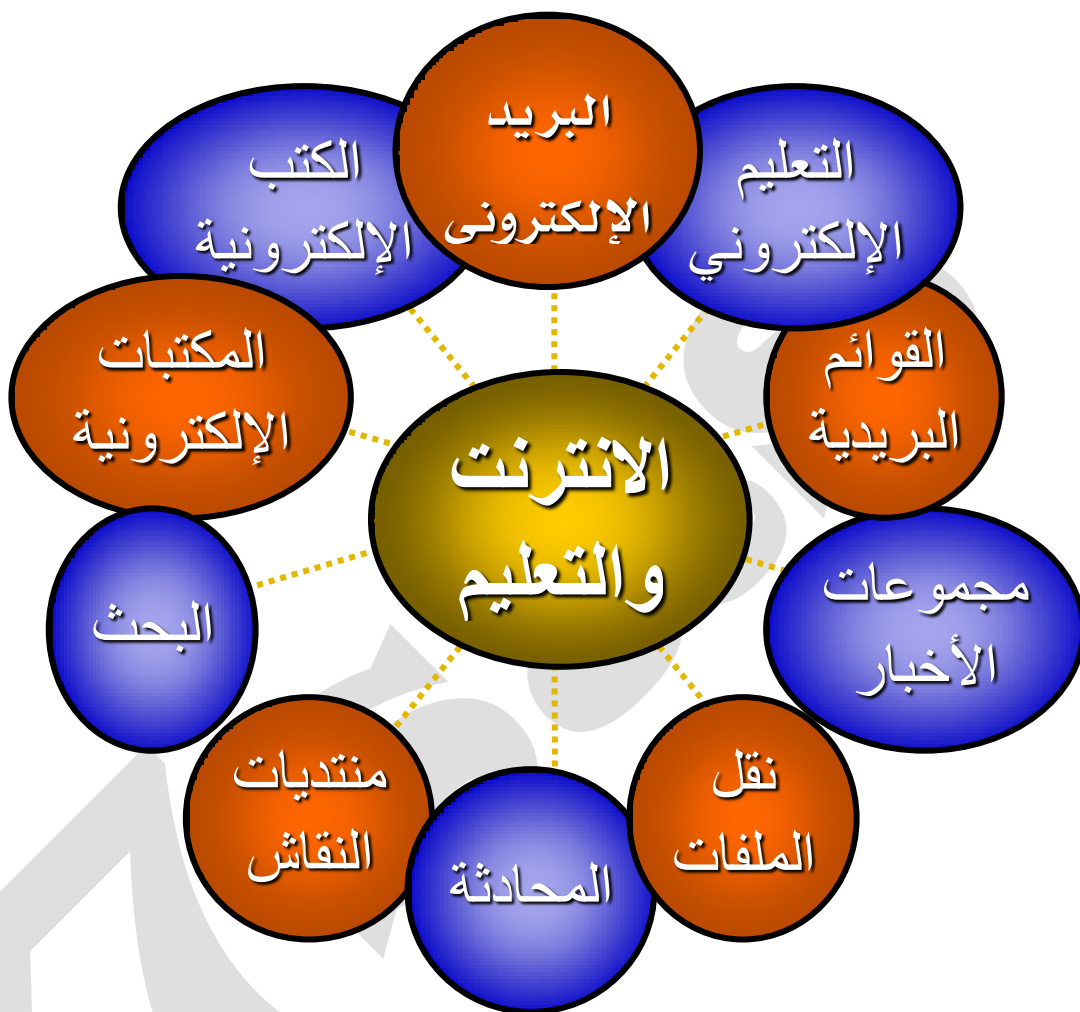 البريد
الإلكتروني
التعليم
الإلكتروني
القوائم
البريدية
مجموعات
الأخبار
نقل
الملفات
المحادثة
منتديات
النقاش
البحث
المكتبات
الإلكترونية
الكتب
الإلكترونية
الانترنت
والتعليم